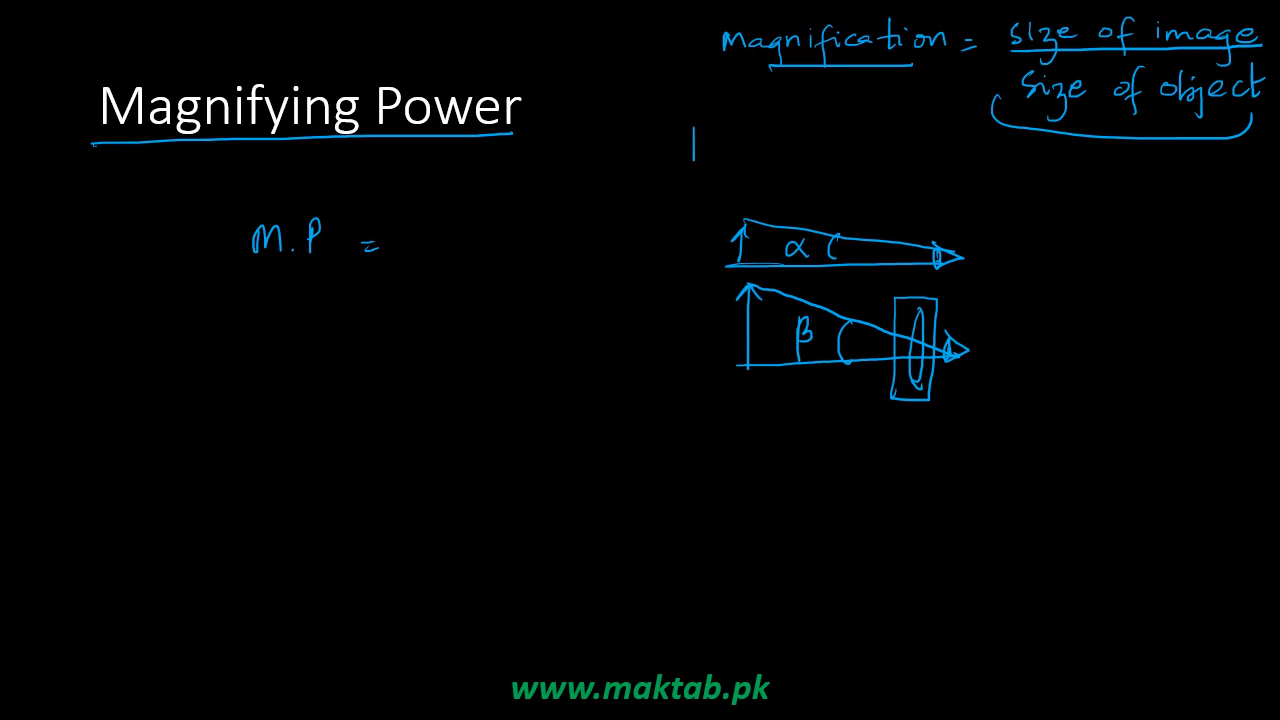 Magnification = size of image
size of object
Magnifying Power
M.P =
α
β
www.maktab.pk